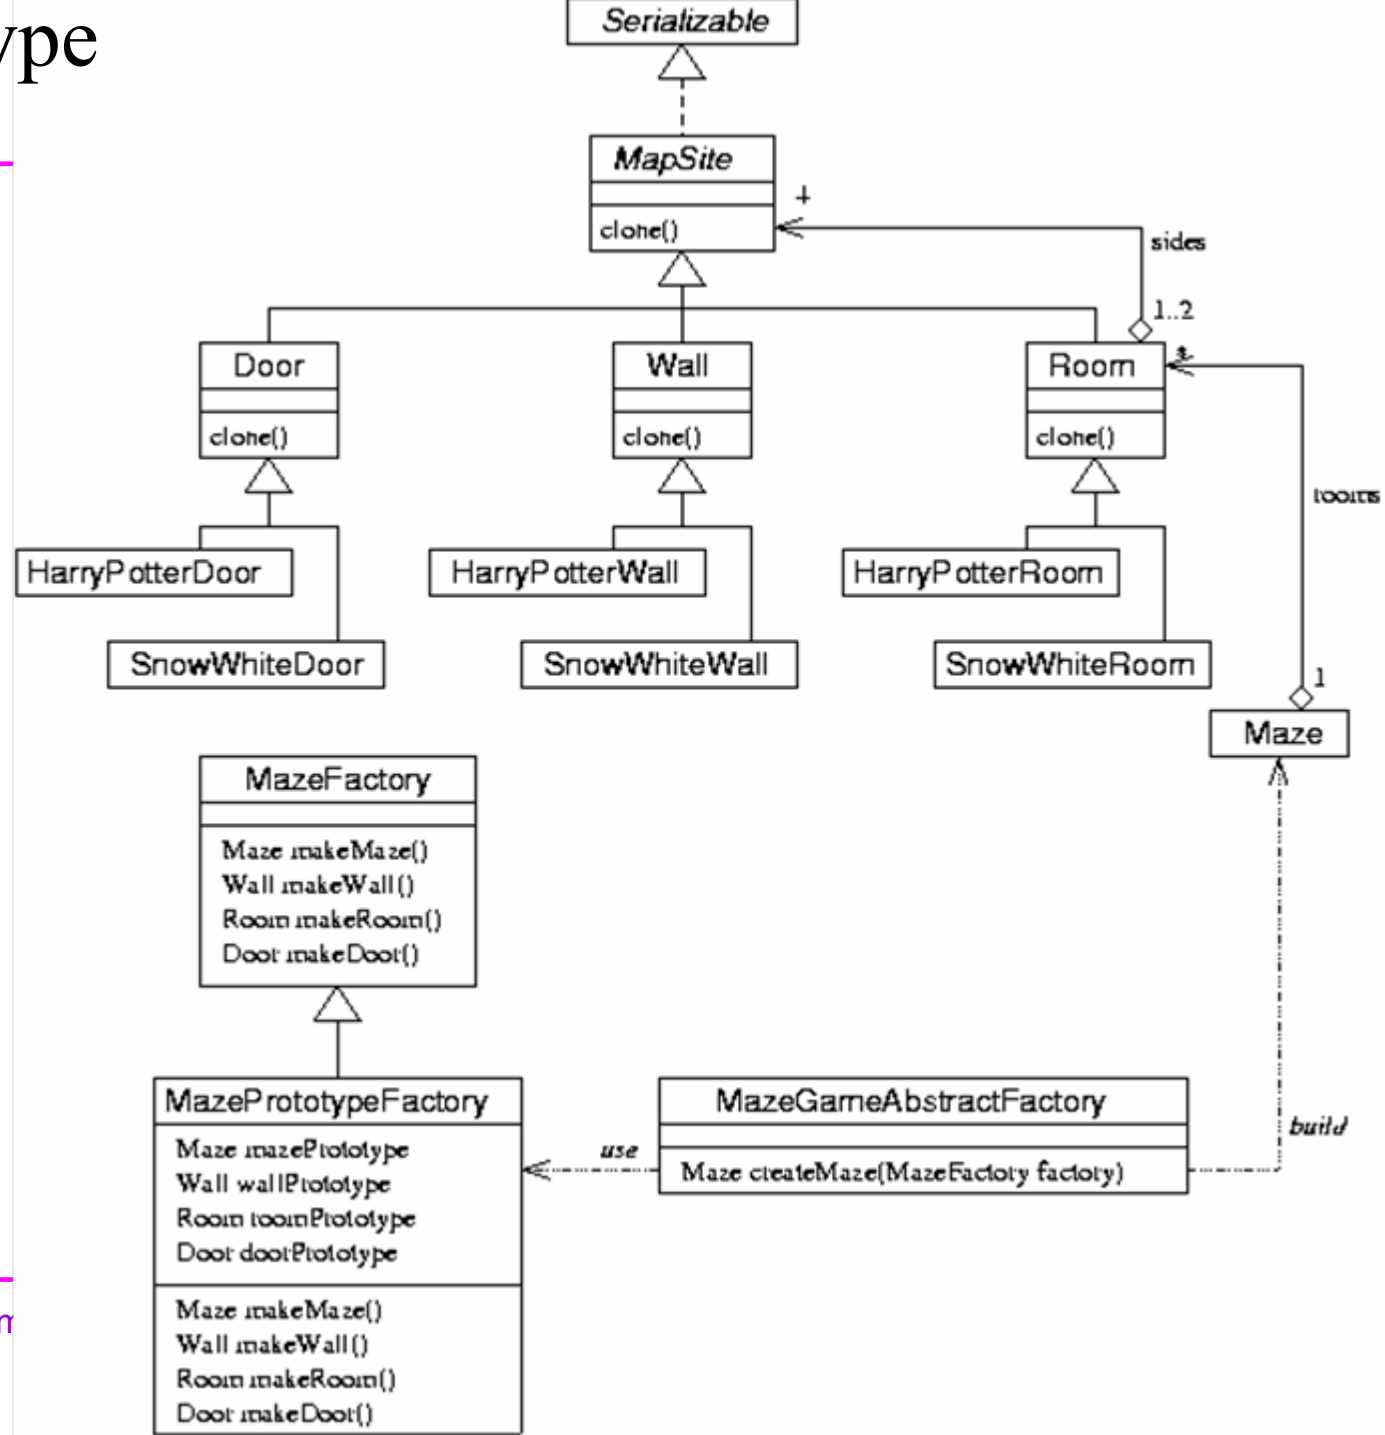 ype
Serializable
MapSite
clone()
4
sides
1..2
Door
clone()
Wall
clone()
Room
clone()
*
rooms
HarryPotterDoor
HarryPotterWall
HarryPotterRoom
SnowWhiteDoor
SnowWhiteWall
SnowWhiteRoom
1
Maze
MazeFactory
Maze makeMaze()
Wall makeWall()
Room makeRoom()
Door makeDoor()
MazePrototypeFactory
Maze mazePrototype
Wall wallPrototype
Room roomPrototype
Door doorPrototype
Maze makeMaze()
Wall makeWall()
Room makeRoom()
Door makeDoor()
use
MazeGameAbstractFactory
Maze createMaze(MazeFactory factory)
build